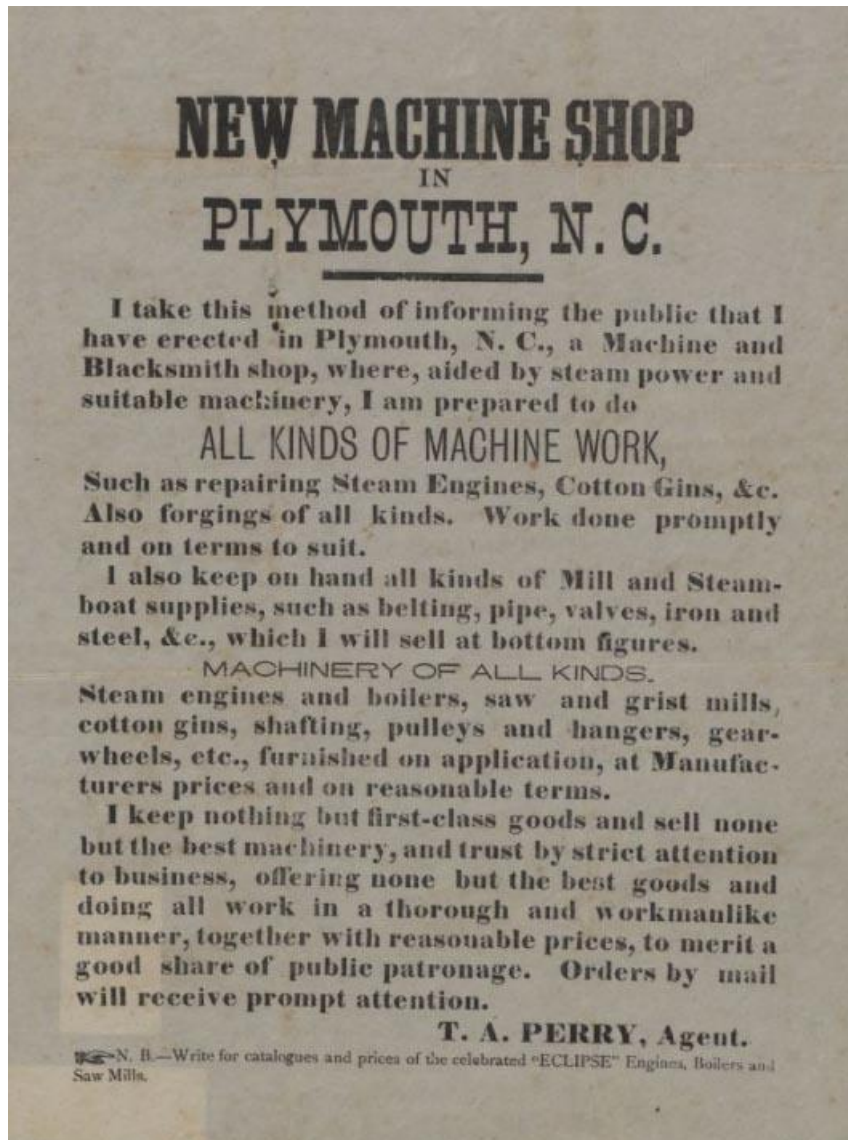 NEW MACHINE SHOP
IN
PLYMOUTH, N. C.
I take this method of informing the public that I
have erected in Plymouth, N. C., a Machine and
Blacksmith shop, where, aided by steam power and
suitable machinery, I am prepared to do
ALL KINDS OF MACHINE WORK,
Such as repairing Steam Engines, Cotton Gins, &c.
Also forgings of all kinds. Work done promptly
and on terms to suit.
I also keep on hand all kinds of Mill and Steam-
boat supplies, such as belting, pipe, valves, iron and
steel, &c., which I will sell at bottom figures.
MACHINERY OF ALL KINDS.
Steam engines and boilers, saw and grist mills,
cotton gins, shafting, pulleys and hangers, gear-
wheels, etc., furnished on application, at Manufac-
turers prices and on reasonable terms.
I keep nothing but first-class goods and sell none
but the best machinery, and trust by strict attention
to business, offering none but the best goods and
doing all work in a thorough and workmanlike
manner, together with reasonable prices, to merit a
good share of public patronage. Orders by mail
will receive prompt attention.
T. A. PERRY, Agent.
☞N. B.—Write for catalogues and prices of the celebrated "ECLIPSE" Engines, Boilers and
Saw Mills.